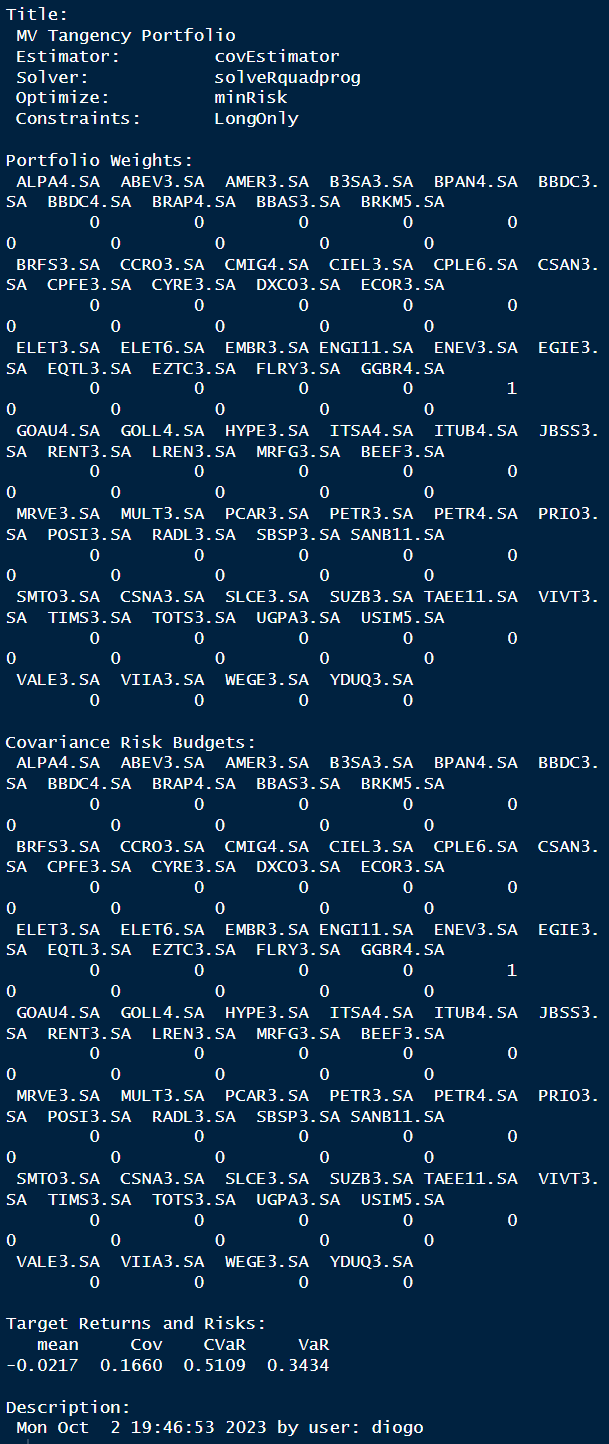 Title:
 MV Tangency Portfolio
 Estimator:         covEstimator
 Solver:            solveRquadprog
 Optimize:          minRisk
 Constraints:       LongOnly

Portfolio Weights:
 ALPA4.SA  ABEV3.SA  AMER3.SA  B3SA3.SA  BPAN4.SA  BBDC3.
SA  BBDC4.SA  BRAP4.SA  BBAS3.SA  BRKM5.SA
        0         0         0         0         0
0         0         0         0         0
 BRFS3.SA  CCRO3.SA  CMIG4.SA  CIEL3.SA  CPLE6.SA  CSAN3.
SA  CPFE3.SA  CYRE3.SA  DXCO3.SA  ECOR3.SA
        0         0         0         0         0
0         0         0         0         0
 ELET3.SA  ELET6.SA  EMBR3.SA ENGI11.SA  ENEV3.SA  EGIE3.
SA  EQTL3.SA  EZTC3.SA  FLRY3.SA  GGBR4.SA
        0         0         0         0         1
0         0         0         0         0
 GOAU4.SA  GOLL4.SA  HYPE3.SA  ITSA4.SA  ITUB4.SA  JBSS3.
SA  RENT3.SA  LREN3.SA  MRFG3.SA  BEEF3.SA
        0         0         0         0         0
0         0         0         0         0
 MRVE3.SA  MULT3.SA  PCAR3.SA  PETR3.SA  PETR4.SA  PRIO3.
SA  POSI3.SA  RADL3.SA  SBSP3.SA SANB11.SA
        0         0         0         0         0
0         0         0         0         0
 SMTO3.SA  CSNA3.SA  SLCE3.SA  SUZB3.SA TAEE11.SA  VIVT3.
SA  TIMS3.SA  TOTS3.SA  UGPA3.SA  USIM5.SA
        0         0         0         0         0
0         0         0         0         0
 VALE3.SA  VIIA3.SA  WEGE3.SA  YDUQ3.SA
        0         0         0         0

Covariance Risk Budgets:
 ALPA4.SA  ABEV3.SA  AMER3.SA  B3SA3.SA  BPAN4.SA  BBDC3.
SA  BBDC4.SA  BRAP4.SA  BBAS3.SA  BRKM5.SA
        0         0         0         0         0
0         0         0         0         0
 BRFS3.SA  CCRO3.SA  CMIG4.SA  CIEL3.SA  CPLE6.SA  CSAN3.
SA  CPFE3.SA  CYRE3.SA  DXCO3.SA  ECOR3.SA
        0         0         0         0         0
0         0         0         0         0
 ELET3.SA  ELET6.SA  EMBR3.SA ENGI11.SA  ENEV3.SA  EGIE3.
SA  EQTL3.SA  EZTC3.SA  FLRY3.SA  GGBR4.SA
        0         0         0         0         1
0         0         0         0         0
 GOAU4.SA  GOLL4.SA  HYPE3.SA  ITSA4.SA  ITUB4.SA  JBSS3.
SA  RENT3.SA  LREN3.SA  MRFG3.SA  BEEF3.SA
        0         0         0         0         0
0         0         0         0         0
 MRVE3.SA  MULT3.SA  PCAR3.SA  PETR3.SA  PETR4.SA  PRIO3.
SA  POSI3.SA  RADL3.SA  SBSP3.SA SANB11.SA
        0         0         0         0         0
0         0         0         0         0
 SMTO3.SA  CSNA3.SA  SLCE3.SA  SUZB3.SA TAEE11.SA  VIVT3.
SA  TIMS3.SA  TOTS3.SA  UGPA3.SA  USIM5.SA
        0         0         0         0         0
0         0         0         0         0
 VALE3.SA  VIIA3.SA  WEGE3.SA  YDUQ3.SA
        0         0         0         0

Target Returns and Risks:
   mean     Cov    CVaR     VaR
-0.0217  0.1660  0.5109  0.3434

Description:
 Mon Oct  2 19:46:53 2023 by user: diogo